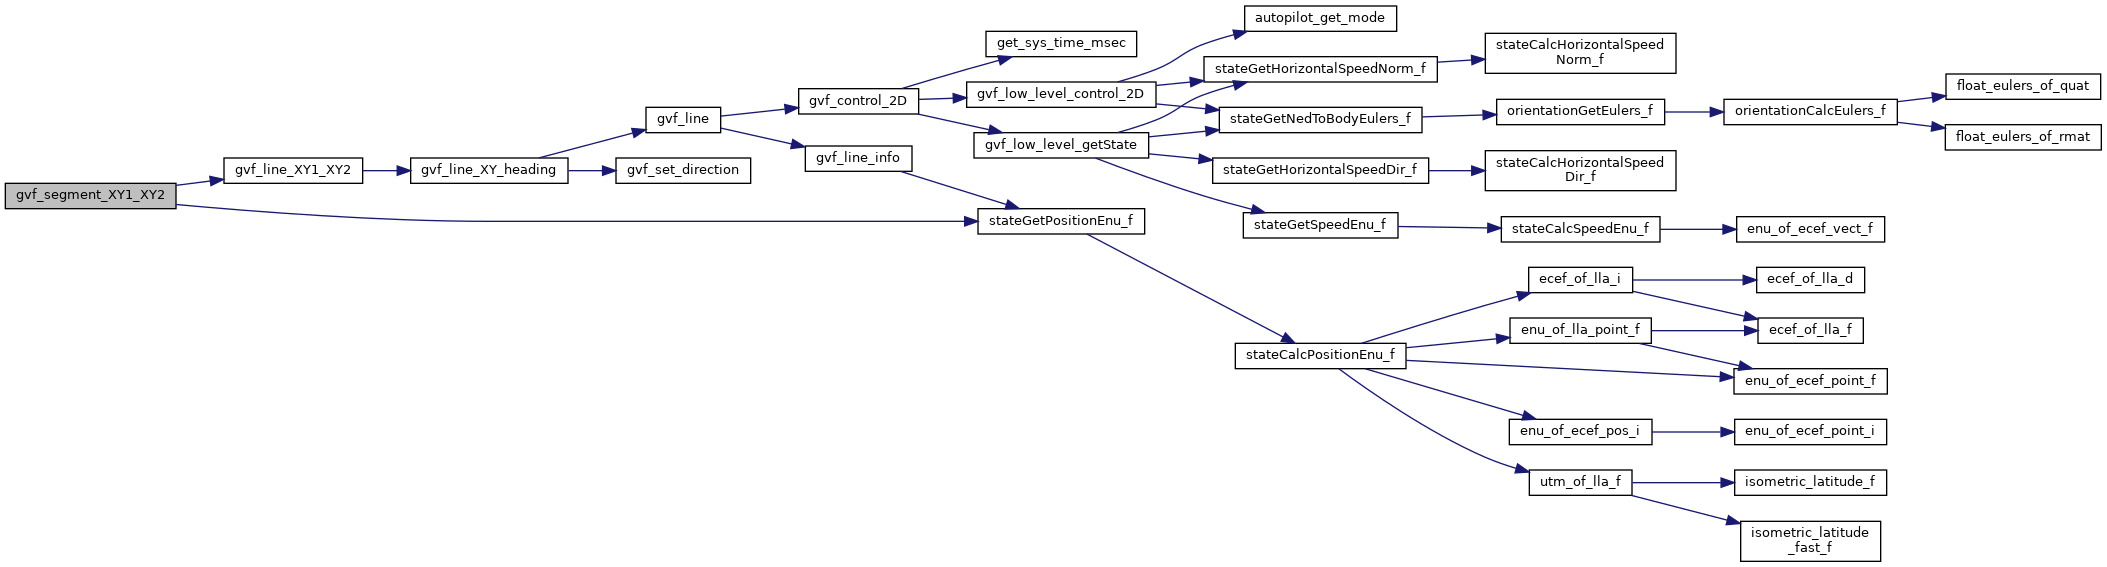 gvf_segment_XY1_XY2
gvf_line_XY1_XY2
gvf_line_XY_heading
gvf_line
gvf_set_direction
gvf_control_2D
gvf_line_info
get_sys_time_msec
gvf_low_level_control_2D
gvf_low_level_getState
stateGetPositionEnu_f
autopilot_get_mode
stateGetHorizontalSpeedNorm_f
stateGetNedToBodyEulers_f
stateGetHorizontalSpeedDir_f
stateGetSpeedEnu_f
stateCalcPositionEnu_f
stateCalcHorizontalSpeed
Norm_f
orientationGetEulers_f
stateCalcHorizontalSpeed
Dir_f
stateCalcSpeedEnu_f
ecef_of_lla_i
enu_of_lla_point_f
enu_of_ecef_pos_i
utm_of_lla_f
orientationCalcEulers_f
enu_of_ecef_vect_f
ecef_of_lla_d
ecef_of_lla_f
enu_of_ecef_point_f
enu_of_ecef_point_i
isometric_latitude_f
isometric_latitude
_fast_f
float_eulers_of_quat
float_eulers_of_rmat